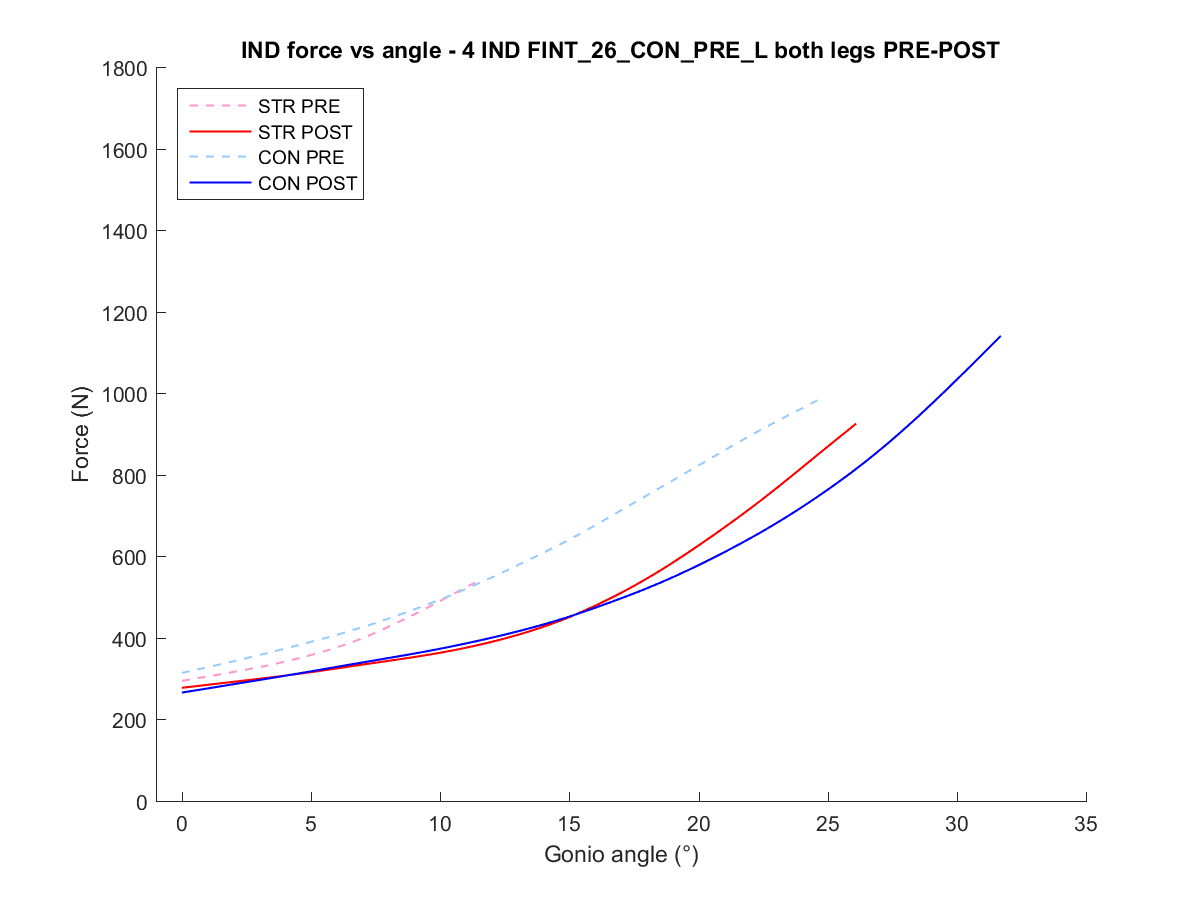 IND force vs angle - 4 IND FINT_26_CON_PRE_L both legs PRE-POST
1800
1600
1400
1200
1000
800
600
400
200
0
Force (N)
STR PRE
STR POST
CON PRE
CON POST
0 5 10 15 20 25 30 35
Gonio angle (°)